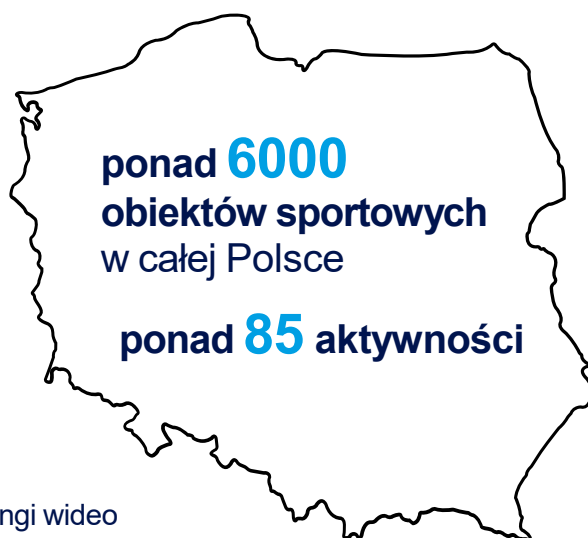 ponad 6000
obiektów sportowych
w całej Polsce
ponad 85 aktywności
ngi wideo